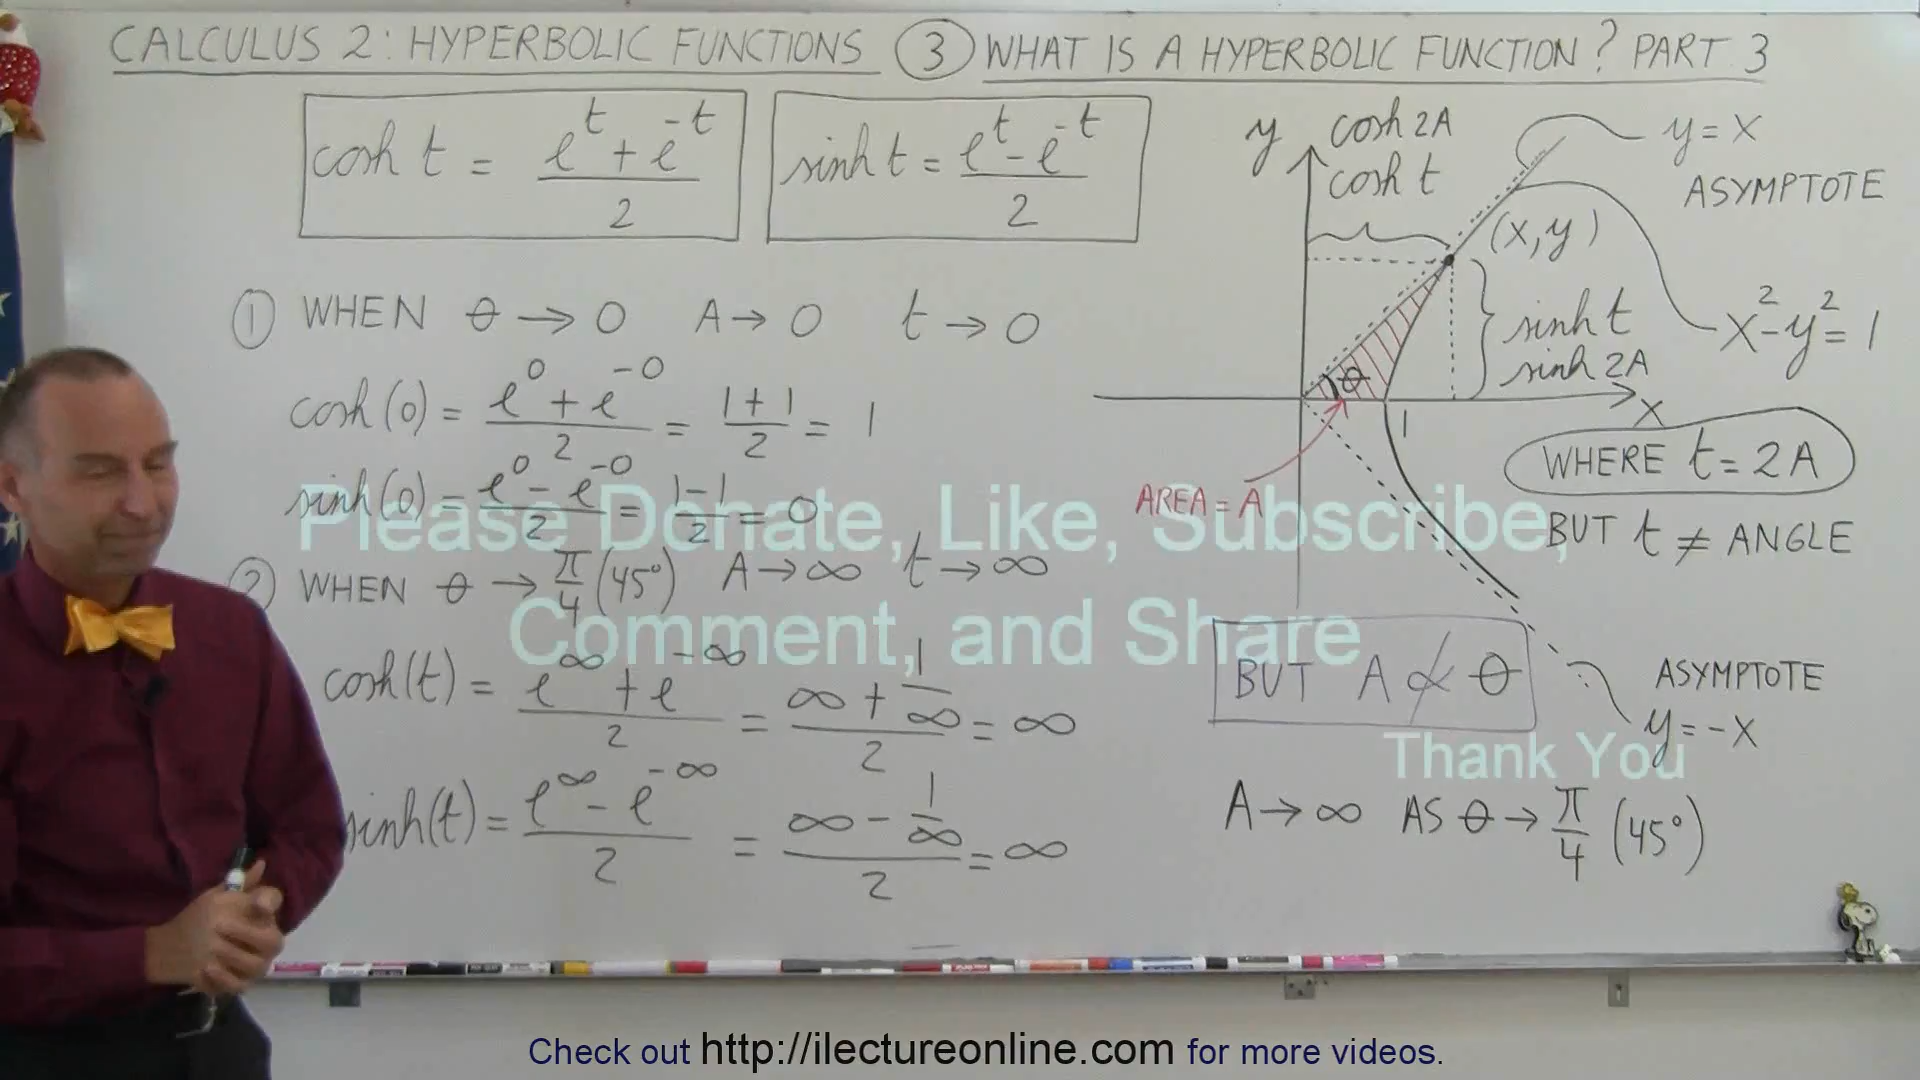 CALCULUS 2: HYPERBOLIC FUNCTIONS ③ WHAT IS A HYPERBOLIC FUNCTION? PART 3
cosh t = (e^t + e^-t)/2
sinh t = (e^t - e^-t)/2
① WHEN θ → 0 A → 0 t → 0
cosh(0) = (e^0 + e^-0)/2 = (1+1)/2 = 1
sinh(0) = (e^0 - e^-0)/2 = (1-1)/2 = 0
② WHEN θ → π/4 (45°) A → ∞ t → ∞
cosh(t) = (e^∞ + e^-∞)/2 = (∞ + 1/∞)/2 = ∞
sinh(t) = (e^∞ - e^-∞)/2 = (∞ - 1/∞)/2 = ∞
y
cosh 2A
cosh t
y = x
ASYMPTOTE
(x, y)
sinh t
sinh 2A
x² - y² = 1
θ
x
1
AREA = A
WHERE t = 2A
BUT t ≠ ANGLE
BUT A ∝̸ θ
ASYMPTOTE
y = -x
A → ∞ AS θ → π/4 (45°)
Please Donate, Like, Subscribe,
Comment, and Share
Thank You
Check out http://ilectureonline.com for more videos.